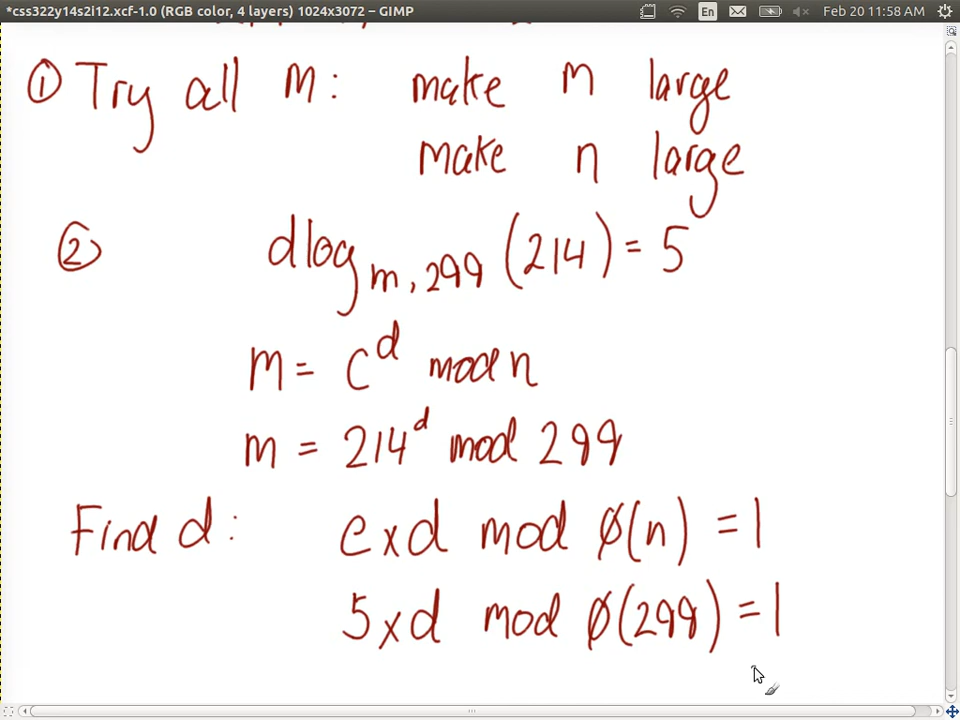 *css322y14s2i12.xcf-1.0 (RGB color, 4 layers) 1024x3072 – GIMP En Feb 20 11:58 AM
① Try all M: make m large
make n large
② dlog m,299 (214) = 5
M = C^d mod n
m = 214^d mod 299
Find d: e x d mod ø(n) = 1
5 x d mod ø(299) = 1